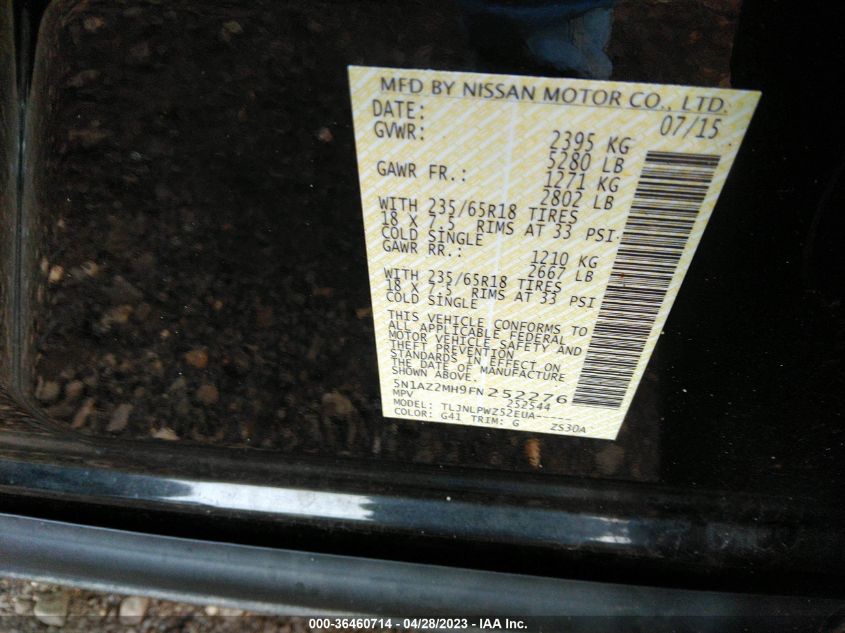 MFD BY NISSAN MOTOR CO., LTD.
DATE: 07/15
GVWR: 2395 KG
5280 LB
GAWR FR.: 1271 KG
2802 LB
WITH 235/65R18 TIRES
18 X 7.5 RIMS AT 33 PSI
COLD SINGLE
GAWR RR.: 1210 KG
2667 LB
WITH 235/65R18 TIRES
18 X 7.5 RIMS AT 33 PSI
COLD SINGLE
THIS VEHICLE CONFORMS TO
ALL APPLICABLE FEDERAL
MOTOR VEHICLE SAFETY AND
THEFT PREVENTION
STANDARDS IN EFFECT ON
THE DATE OF MANUFACTURE
SHOWN ABOVE.
5N1AZ2MH9FN252276
MPV 252544
MODEL: TLJNLPWZ52EUA-----
COLOR: G41 TRIM: G ZS30A
000-36460714 - 04/28/2023 - IAA Inc.